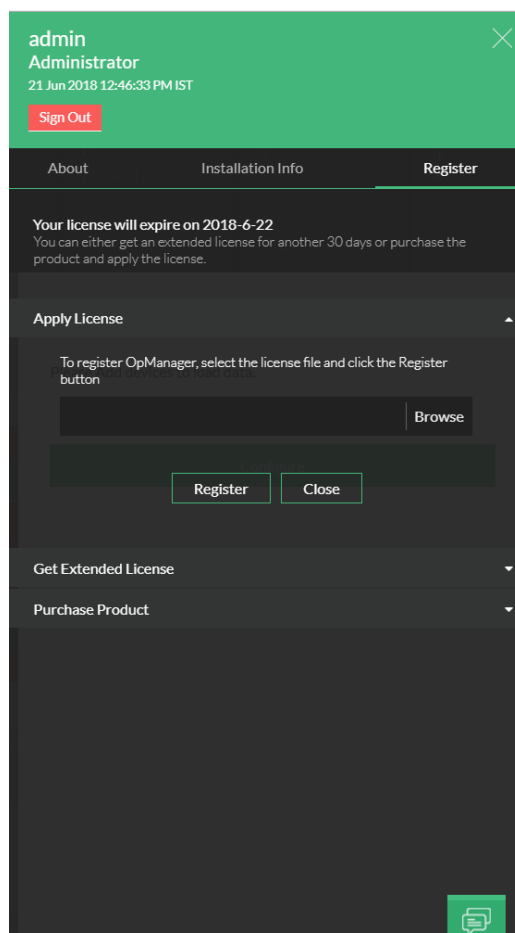 admin
Administrator
21 Jun 2018 12:46:33 PM IST
Sign Out
About Installation Info Register
Your license will expire on 2018-6-22
You can either get an extended license for another 30 days or purchase the
product and apply the license.
Apply License
To register OpManager, select the license file and click the Register
button
Browse
Register Close
Get Extended License
Purchase Product